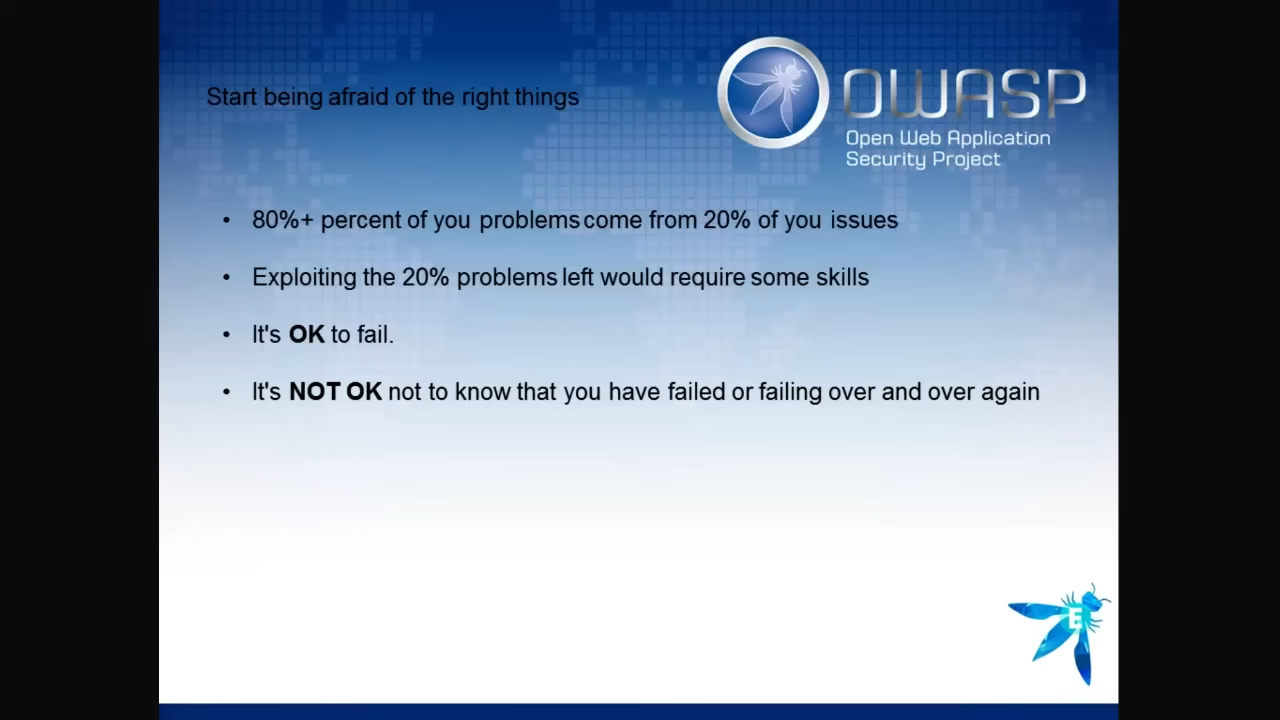 Start being afraid of the right things
OWASP
Open Web Application
Security Project
• 80%+ percent of you problems come from 20% of you issues
• Exploiting the 20% problems left would require some skills
• It's OK to fail.
• It's NOT OK not to know that you have failed or failing over and over again
E